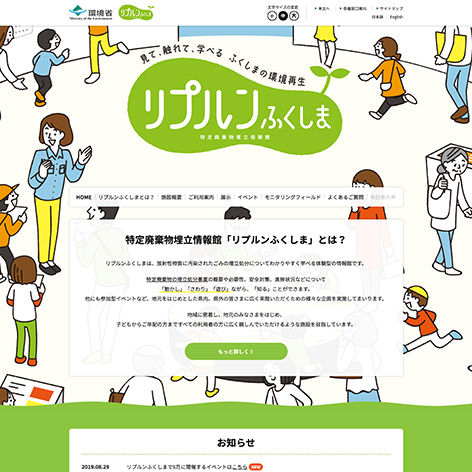 環境省
Ministry of the Environment
リプルンふくしま
文字サイズの変更
小 中 大
本文へ
各種窓口案内
サイトマップ
日本語 English
見て、触れて、学べる ふくしまの環境再生
リプルンふくしま
特定廃棄物埋立情報館
HOME リプルンふくしまとは? 施設概要 ご利用案内 展示 イベント モニタリングフィールド よくあるご質問
特定廃棄物埋立情報館「リプルンふくしま」とは?
リプルンふくしまは、放射性物質に汚染されたごみの埋立処分についてわかりやすく学べる体験型の情報館です。
特定廃棄物の埋立処分事業の概要や必要性、安全対策、進捗状況などについて
「動かし」「さわり」「遊び」ながら、「知る」ことができます。
他にも参加型イベントなど、地元をはじめとした県内、県外の皆さまに広く来館いただくための様々な企画を実施してまいります。
地域に密着し、地元のみなさまをはじめ、
子どもからご年配の方まですべての利用者の方に広く親しんでいただけるような施設を目指しています。
もっと詳しく!
お知らせ
2019.08.29 リプルンふくしまで9月に開催するイベントはこちら NEW